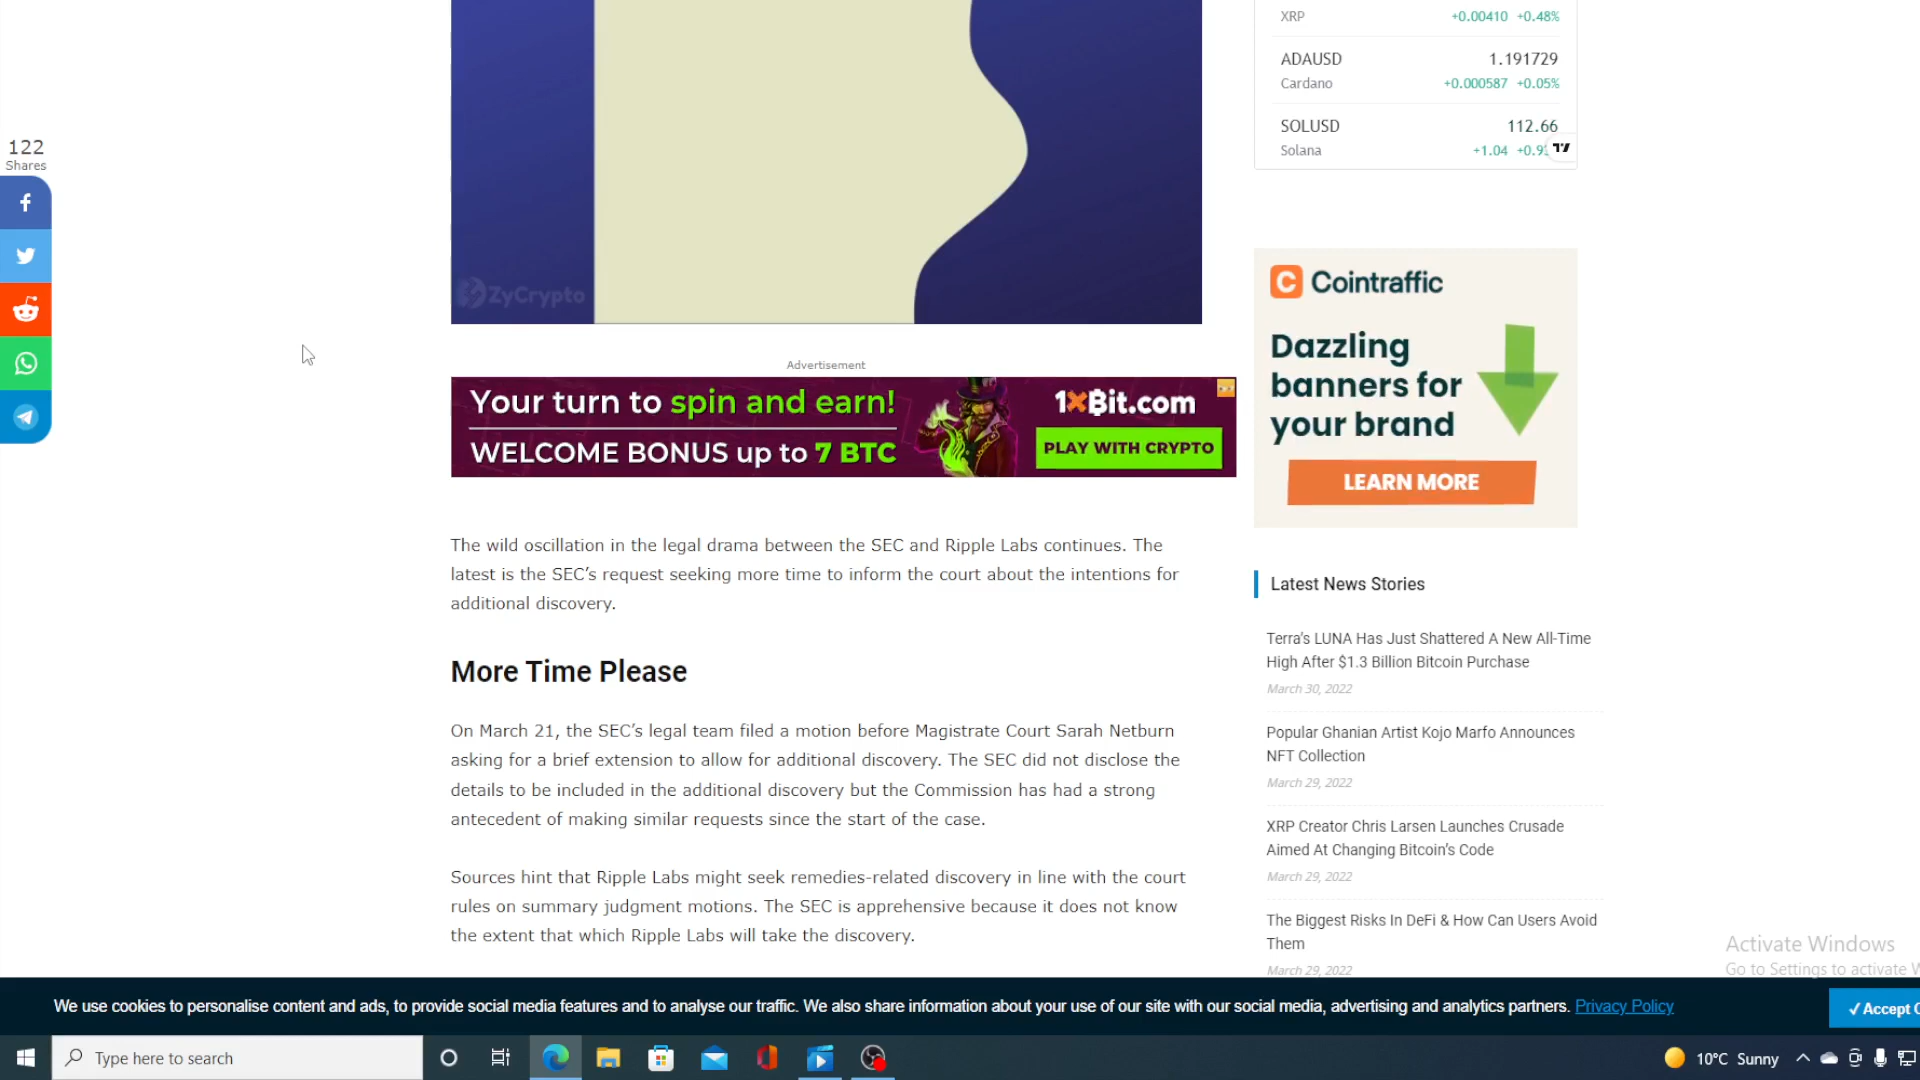 XRP
+0.00410 +0.48%
ADAUSD
1.191729
Cardano
+0.000587 +0.05%
SOLUSD
112.66
Solana
+1.04
122
Shares
ZyCrypto
Advertisement
Your turn to spin and earn!
WELCOME BONUS up to 7 BTC
1xBit.com
PLAY WITH CRYPTO
Cointraffic
Dazzling
banners for
your brand
LEARN MORE
The wild oscillation in the legal drama between the SEC and Ripple Labs continues. The
latest is the SEC’s request seeking more time to inform the court about the intentions for
additional discovery.
More Time Please
On March 21, the SEC’s legal team filed a motion before Magistrate Court Sarah Netburn
asking for a brief extension to allow for additional discovery. The SEC did not disclose the
details to be included in the additional discovery but the Commission has had a strong
antecedent of making similar requests since the start of the case.
Sources hint that Ripple Labs might seek remedies-related discovery in line with the court
rules on summary judgment motions. The SEC is apprehensive because it does not know
the extent that which Ripple Labs will take the discovery.
Latest News Stories
Terra’s LUNA Has Just Shattered A New All-Time
High After $1.3 Billion Bitcoin Purchase
March 30, 2022
Popular Ghanian Artist Kojo Marfo Announces
NFT Collection
March 29, 2022
XRP Creator Chris Larsen Launches Crusade
Aimed At Changing Bitcoin’s Code
March 29, 2022
The Biggest Risks In DeFi & How Can Users Avoid
Them
March 29, 2022
Activate Windows
Go to Settings to activate
We use cookies to personalise content and ads, to provide social media features and to analyse our traffic. We also share information about your use of our site with our social media, advertising and analytics partners. Privacy Policy
✓Accept
Type here to search
10°C Sunny